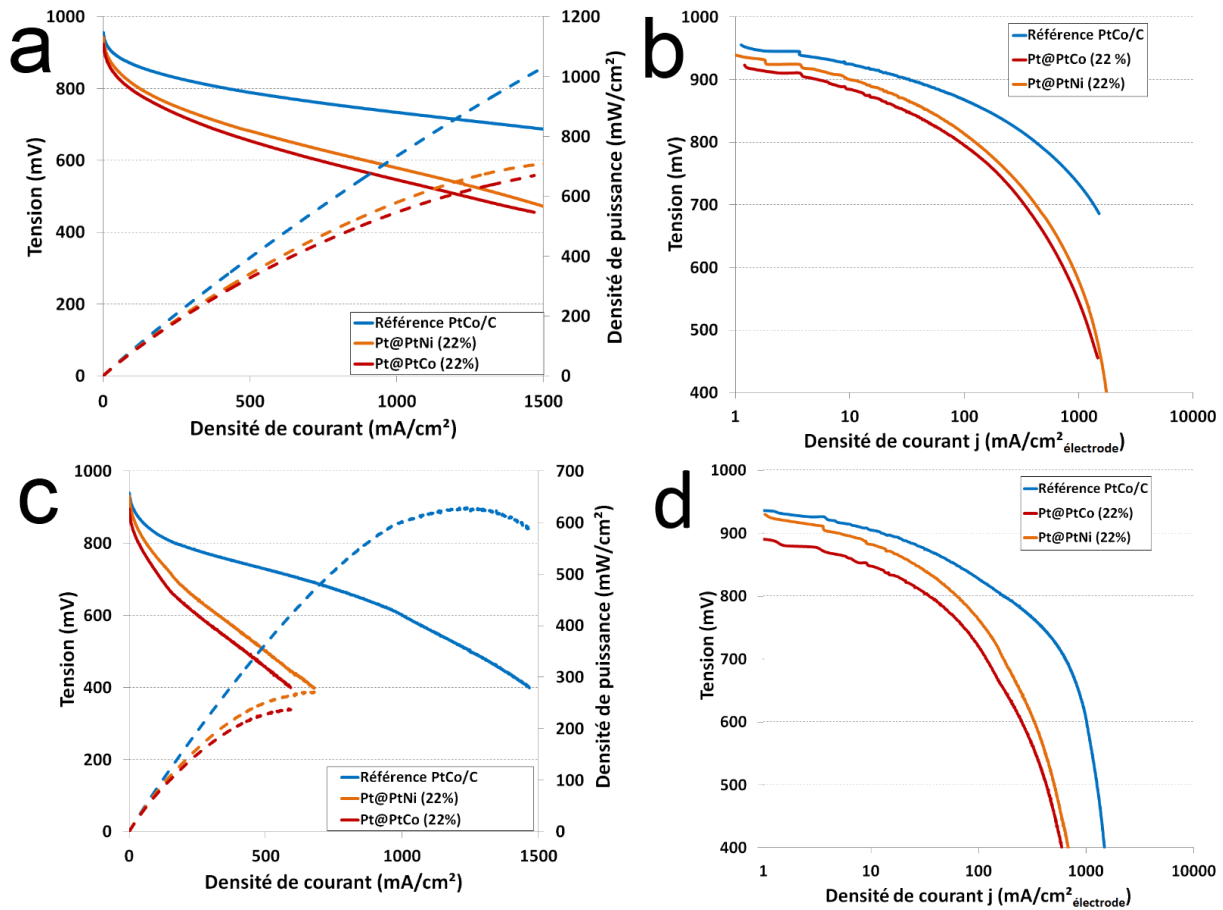 a
1000
800
600
400
200
0
Tension (mV)
1200
1000
800
600
400
200
0
Densité de puissance (mW/cm²)
Référence PtCo/C
Pt@PtNi (22%)
Pt@PtCo (22%)
0
500
1000
1500
Densité de courant (mA/cm²)
b
1000
900
800
700
600
500
400
Tension (mV)
Référence PtCo/C
Pt@PtCo (22 %)
Pt@PtNi (22%)
1
10
100
1000
10000
Densité de courant j (mA/cm²électrode)
c
1000
800
600
400
200
0
Tension (mV)
700
600
500
400
300
200
100
0
Densité de puissance (mW/cm²)
Référence PtCo/C
Pt@PtNi (22%)
Pt@PtCo (22%)
0
500
1000
1500
Densité de courant (mA/cm²)
d
1000
900
800
700
600
500
400
Tension (mV)
Référence PtCo/C
Pt@PtCo (22%)
Pt@PtNi (22%)
1
10
100
1000
10000
Densité de courant j (mA/cm²électrode)